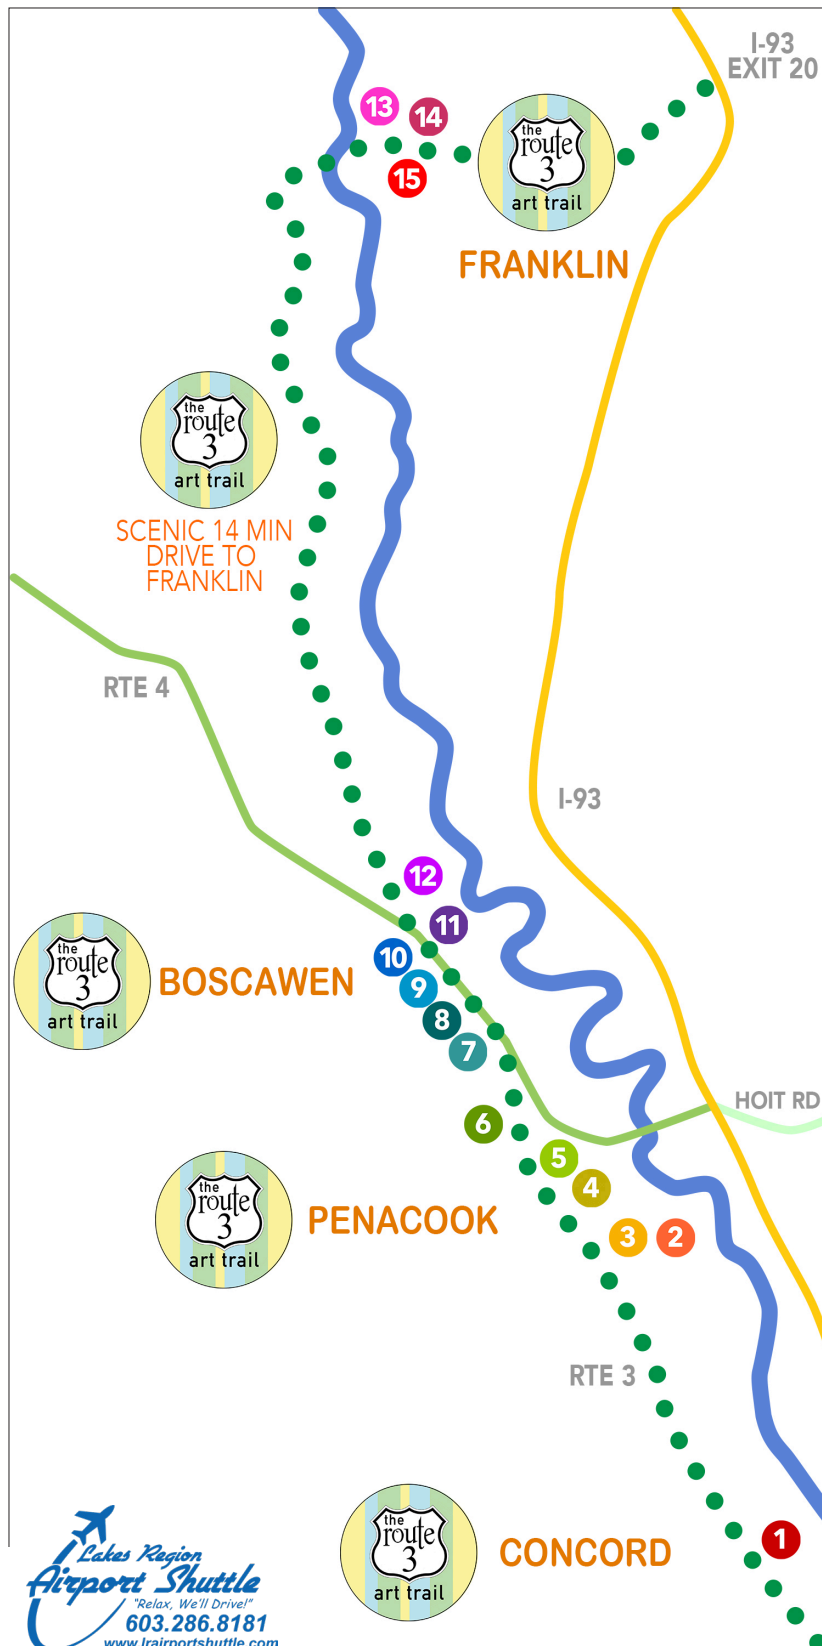 I-93
EXIT 20
13
14
15
the
route
3
art trail
FRANKLIN
the
route
3
art trail
SCENIC 14 MIN
DRIVE TO
FRANKLIN
RTE 4
I-93
12
11
10
9
8
7
the
route
3
art trail
BOSCAWEN
HOIT RD
6
5
4
3
2
the
route
3
art trail
PENACOOK
RTE 3
the
route
3
art trail
CONCORD
1
Lakes Region
Airport Shuttle
"Relax, We'll Drive!"
603.286.8181
www.lrairportshuttle.com